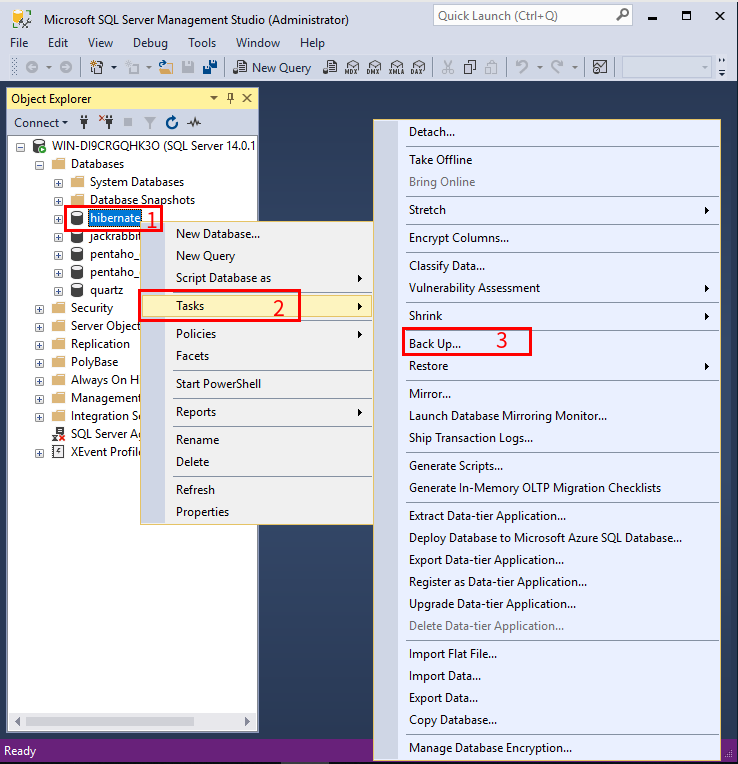 Microsoft SQL Server Management Studio (Administrator)
Quick Launch (Ctrl+Q)
File Edit View Debug Tools Window Help
New Query
MDX DMX XMLA DAX
Object Explorer
Connect
WIN-DI9CRGQHK3O (SQL Server 14.0.1
Databases
System Databases
Database Snapshots
hibernate 1
jackrabbit
pentaho_
pentaho_
quartz
Security
Server Object
Replication
PolyBase
Always On H
Management
Integration Se
SQL Server Ag
XEvent Profile
New Database...
New Query
Script Database as
Tasks 2
Policies
Facets
Start PowerShell
Reports
Rename
Delete
Refresh
Properties
Detach...
Take Offline
Bring Online
Stretch
Encrypt Columns...
Classify Data...
Vulnerability Assessment
Shrink
Back Up... 3
Restore
Mirror...
Launch Database Mirroring Monitor...
Ship Transaction Logs...
Generate Scripts...
Generate In-Memory OLTP Migration Checklists
Extract Data-tier Application...
Deploy Database to Microsoft Azure SQL Database...
Export Data-tier Application...
Register as Data-tier Application...
Upgrade Data-tier Application...
Delete Data-tier Application...
Import Flat File...
Import Data...
Export Data...
Copy Database...
Manage Database Encryption...
Ready